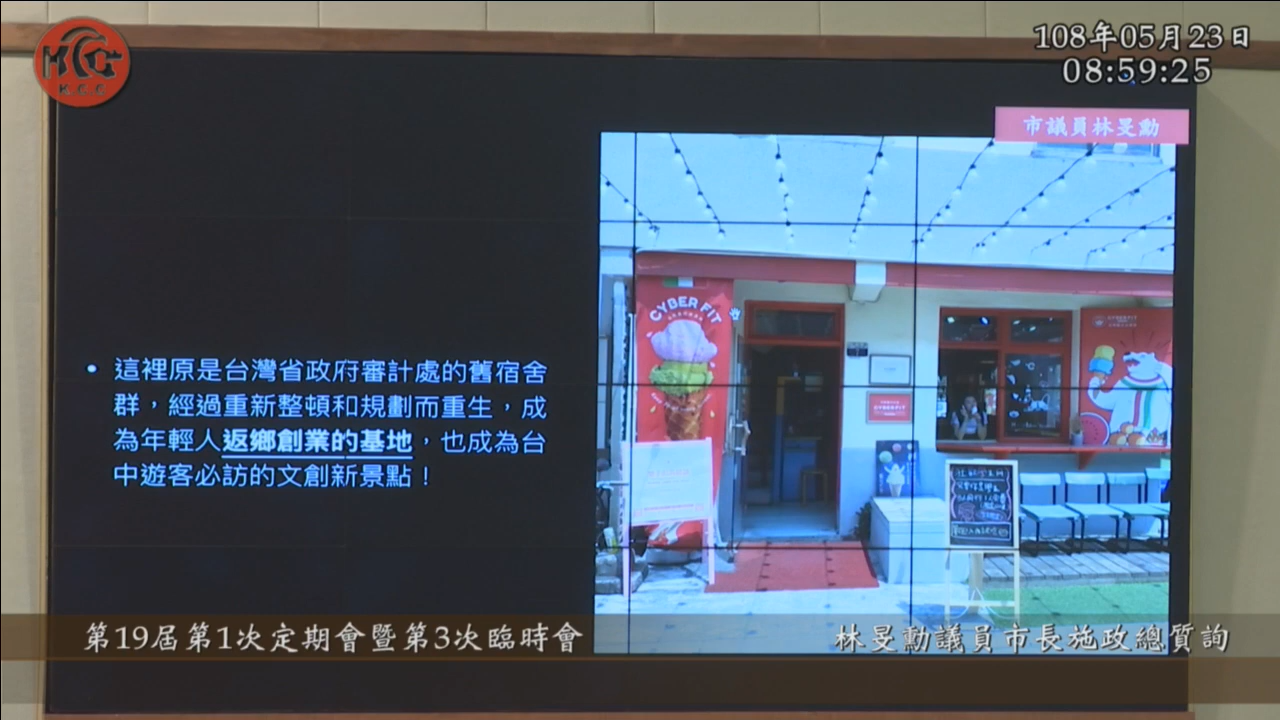 KCC
K.C.C
108年05月23日
08:59:25
市議員林旻勳
• 這裡原是台灣省政府審計處的舊宿舍
群，經過重新整頓和規劃而重生，成
為年輕人返鄉創業的基地，也成為台
中遊客必訪的文創新景點！
CYBER FIT
CYBER FIT
CYBER FIT
第19屆第1次定期會暨第3次臨時會
林旻勳議員市長施政總質詢